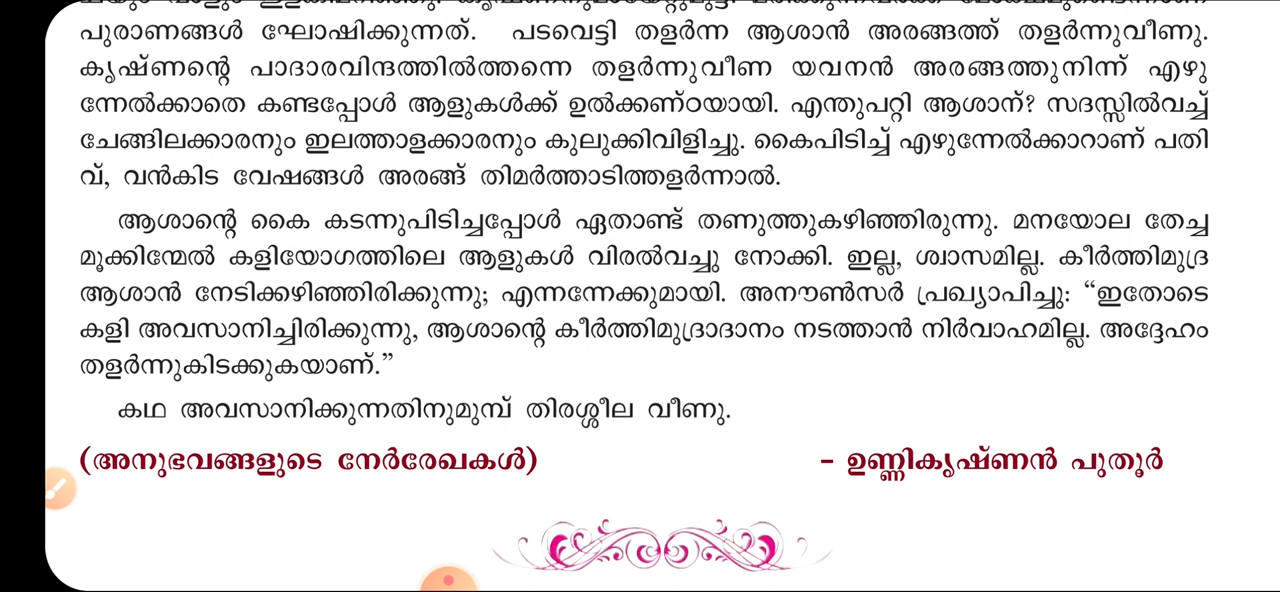 പുരാണങ്ങൾ ഘോഷിക്കുന്നത്. പടവെട്ടി തളർന്ന ആശാൻ അരങ്ങത്ത് തളർന്നുവീണു.
കൃഷ്ണന്റെ പാദാരവിന്ദത്തിൽത്തന്നെ തളർന്നുവീണ യവനൻ അരങ്ങത്തുനിന്ന് എഴു
ന്നേൽക്കാതെ കണ്ടപ്പോൾ ആളുകൾക്ക് ഉൽക്കണ്ഠയായി. എന്തുപറ്റി ആശാന്? സദസ്സിൽവച്ച്
ചേങ്ങിലക്കാരനും ഇലത്താളക്കാരനും കുലുക്കിവിളിച്ചു. കൈപിടിച്ച് എഴുന്നേൽക്കാറാണ് പതി
വ്, വൻകിട വേഷങ്ങൾ അരങ്ങ് തിമർത്താടിത്തളർന്നാൽ.
ആശാന്റെ കൈ കടന്നുപിടിച്ചപ്പോൾ ഏതാണ്ട് തണുത്തുകഴിഞ്ഞിരുന്നു. മനയോല തേച്ച
മൂക്കിന്മേൽ കളിയോഗത്തിലെ ആളുകൾ വിരൽവച്ചു നോക്കി. ഇല്ല, ശ്വാസമില്ല. കീർത്തിമുദ്ര
ആശാൻ നേടിക്കഴിഞ്ഞിരിക്കുന്നു; എന്നന്നേക്കുമായി. അനൗൺസർ പ്രഖ്യാപിച്ചു: “ഇതോടെ
കളി അവസാനിച്ചിരിക്കുന്നു, ആശാന്റെ കീർത്തിമുദ്രാദാനം നടത്താൻ നിർവാഹമില്ല. അദ്ദേഹം
തളർന്നുകിടക്കുകയാണ്.”
കഥ അവസാനിക്കുന്നതിനുമുമ്പ് തിരശ്ശീല വീണു.
(അനുഭവങ്ങളുടെ നേർരേഖകൾ) – ഉണ്ണികൃഷ്ണൻ പുതൂർ